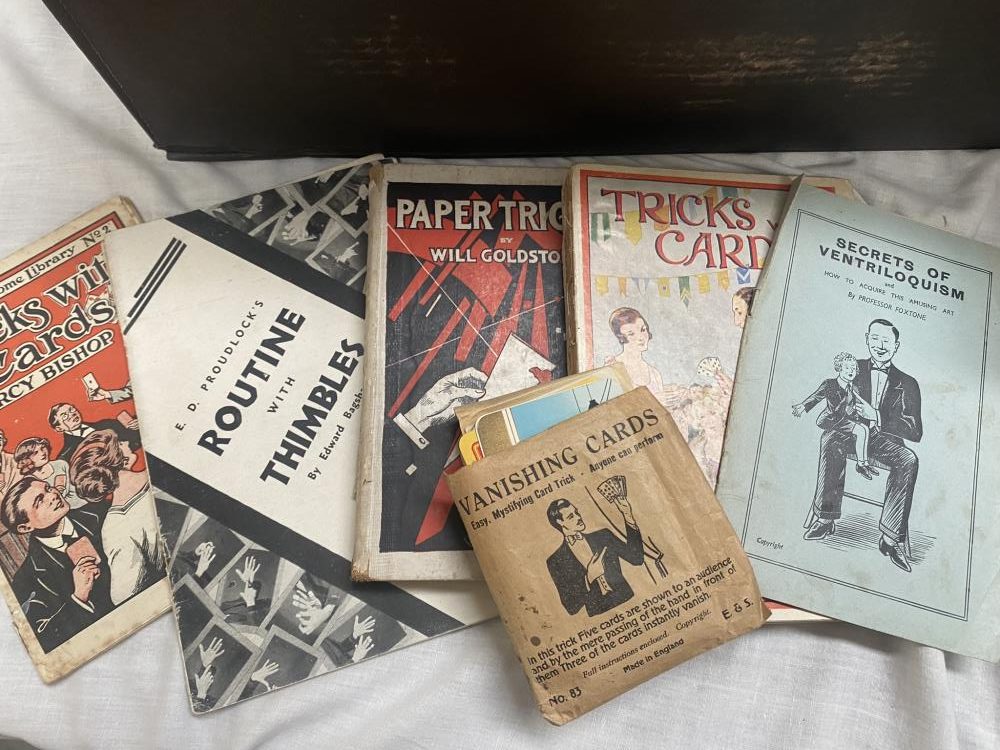 ome Library No 2
cks with
Cards
RCY BISHOP
E. D. PROUDLOCK'S
ROUTINE
WITH
THIMBLES
By Edward Bagsh
PAPER TRIC
BY
WILL GOLDSTO
TRICKS
CARD
SECRETS OF
VENTRILOQUISM
and
HOW TO ACQUIRE THIS AMUSING ART
By PROFESSOR FOXTONE
Copyright
VANISHING CARDS
Easy, Mystifying Card Trick · Anyone can perform
In this trick Five cards are shown to an audience
and by the mere passing of the hand in front of
them Three of the cards instantly vanish.
Full instructions enclosed. Copyright.
E & S.
No. 83
Made in England